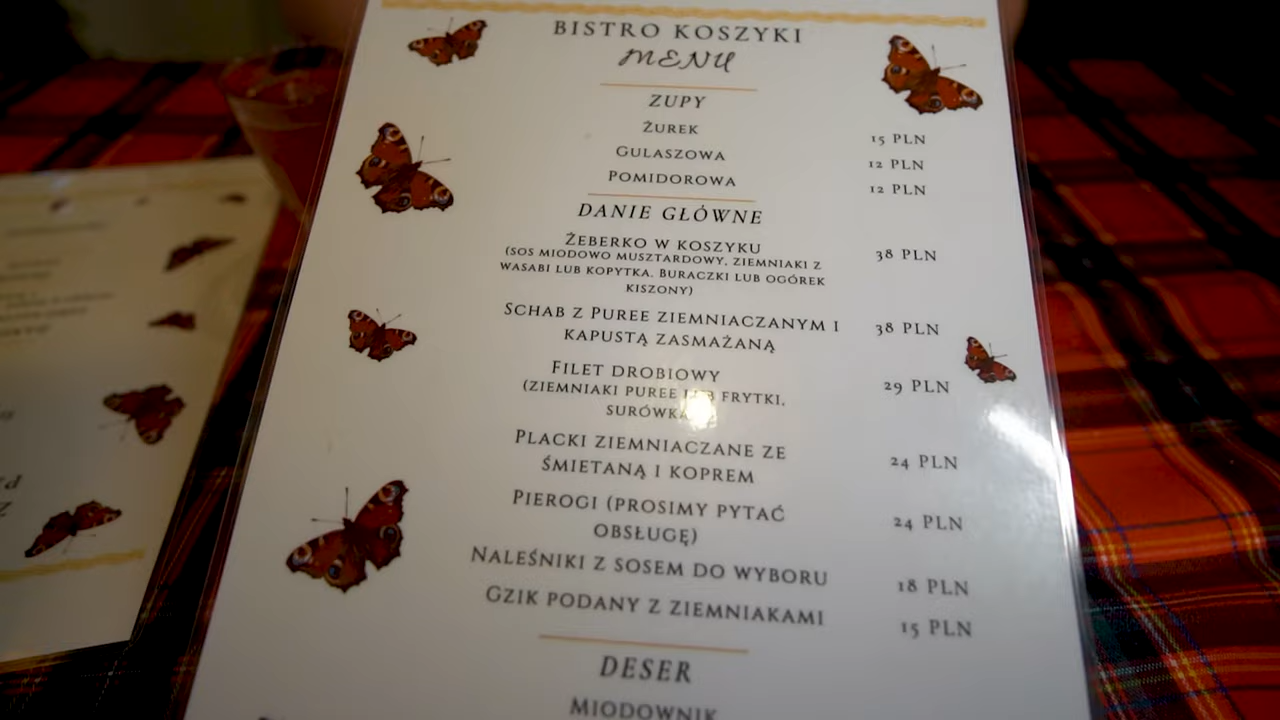 BISTRO KOSZYKI
MENU
ZUPY
ŻUREK 15 PLN
GULASZOWA 12 PLN
POMIDOROWA 12 PLN
DANIE GŁÓWNE
ŻEBERKO W KOSZYKU 38 PLN
(SOS MIODOWO MUSZTARDOWY, ZIEMNIAKI Z
WASABI LUB KOPYTKA. BURACZKI LUB OGÓREK
KISZONY)
SCHAB Z PUREE ZIEMNIACZANYM I 38 PLN
KAPUSTĄ ZASMAŻANĄ
FILET DROBIOWY 29 PLN
(ZIEMNIAKI PUREE LUB FRYTKI,
SURÓWKA)
PLACKI ZIEMNIACZANE ZE 24 PLN
ŚMIETANĄ I KOPREM
PIEROGI (PROSIMY PYTAĆ 24 PLN
OBSŁUGĘ)
NALEŚNIKI Z SOSEM DO WYBORU 18 PLN
GZIK PODANY Z ZIEMNIAKAMI 15 PLN
DESER
MIODOWNIK